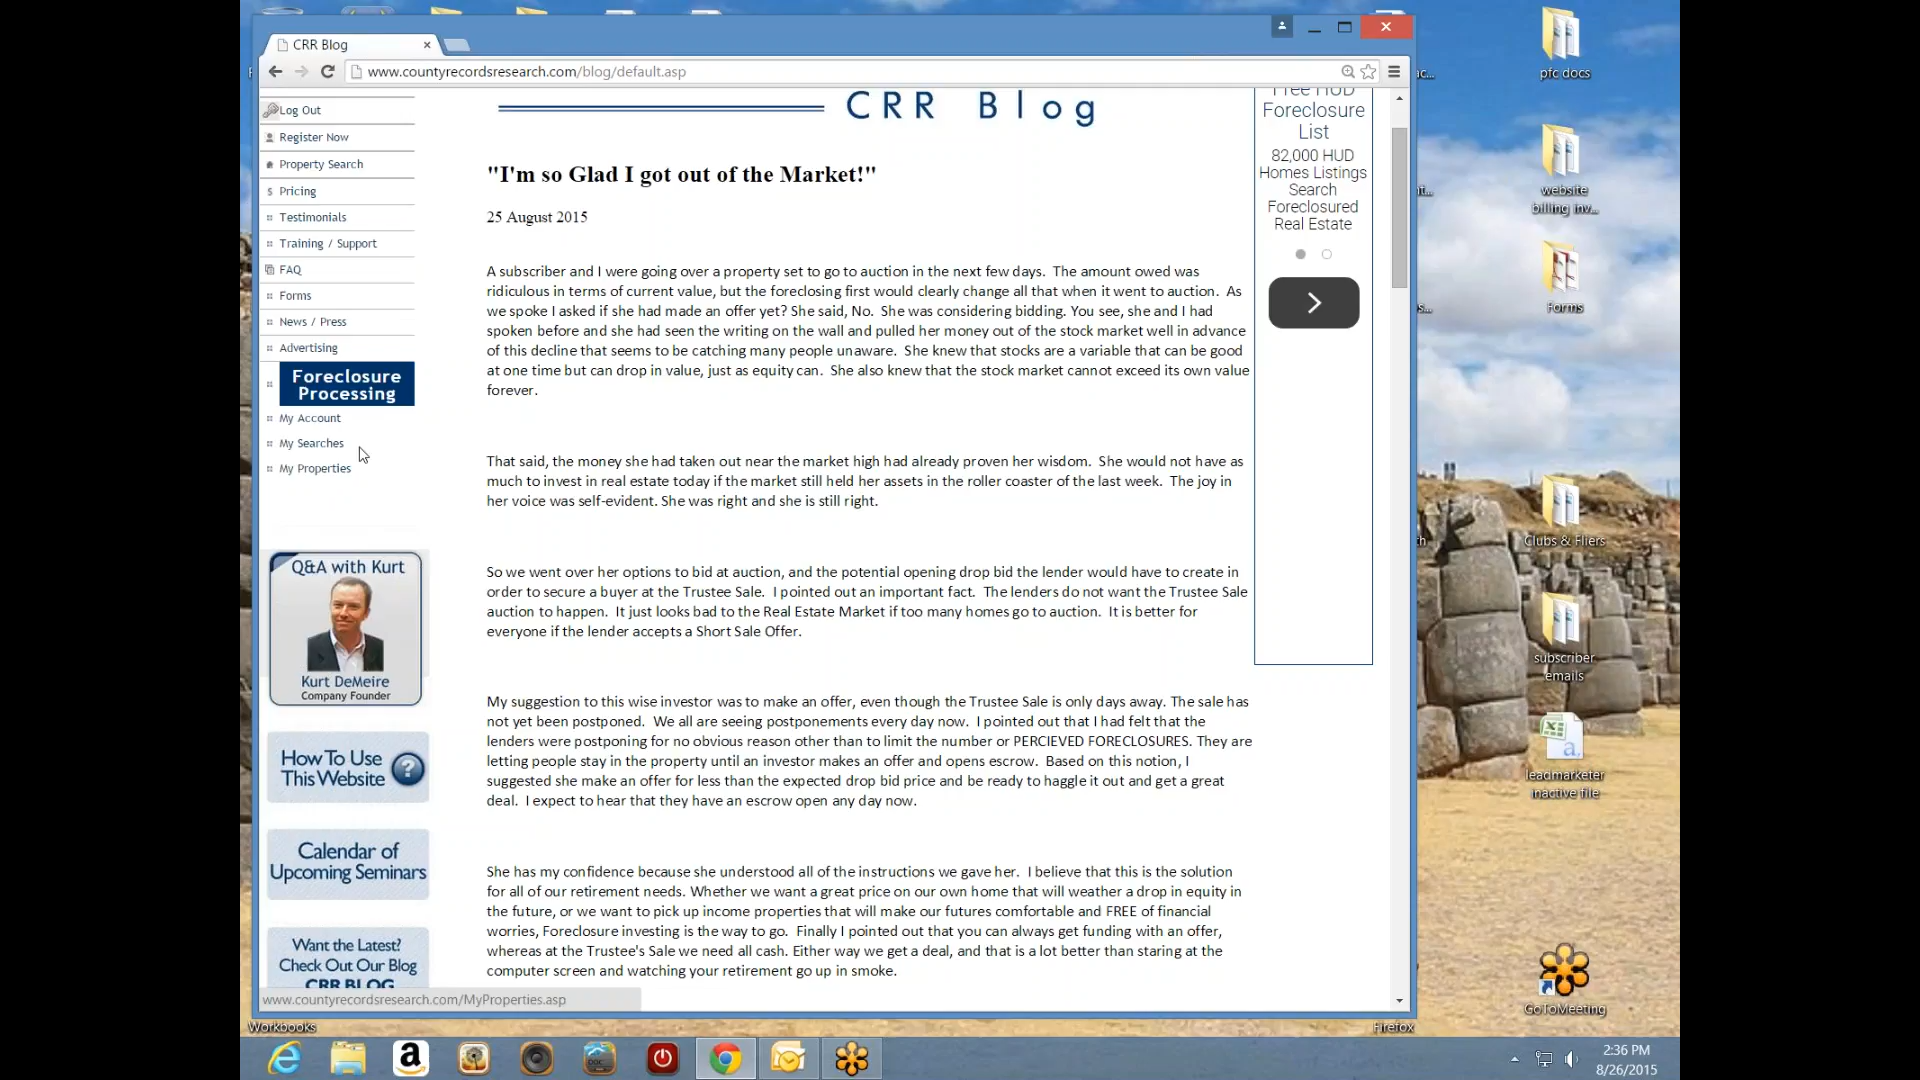 CRR Blog
www.countyrecordsresearch.com/blog/default.asp
Log Out
Register Now
Property Search
Pricing
Testimonials
Training / Support
FAQ
Forms
News / Press
Advertising
Foreclosure
Processing
My Account
My Searches
My Properties
Q&A with Kurt
Kurt DeMeire
Company Founder
How To Use
This Website
Calendar of
Upcoming Seminars
Want the Latest?
Check Out Our Blog
CRR BLOG
www.countyrecordsresearch.com/MyProperties.asp
CRR Blog
"I'm so Glad I got out of the Market!"
25 August 2015
A subscriber and I were going over a property set to go to auction in the next few days. The amount owed was
ridiculous in terms of current value, but the foreclosing first would clearly change all that when it went to auction. As
we spoke I asked if she had made an offer yet? She said, No. She was considering bidding. You see, she and I had
spoken before and she had seen the writing on the wall and pulled her money out of the stock market well in advance
of this decline that seems to be catching many people unaware. She knew that stocks are a variable that can be good
at one time but can drop in value, just as equity can. She also knew that the stock market cannot exceed its own value
forever.
That said, the money she had taken out near the market high had already proven her wisdom. She would not have as
much to invest in real estate today if the market still held her assets in the roller coaster of the last week. The joy in
her voice was self-evident. She was right and she is still right.
So we went over her options to bid at auction, and the potential opening drop bid the lender would have to create in
order to secure a buyer at the Trustee Sale. I pointed out an important fact. The lenders do not want the Trustee Sale
auction to happen. It just looks bad to the Real Estate Market if too many homes go to auction. It is better for
everyone if the lender accepts a Short Sale Offer.
My suggestion to this wise investor was to make an offer, even though the Trustee Sale is only days away. The sale has
not yet been postponed. We all are seeing postponements every day now. I pointed out that I had felt that the
lenders were postponing for no obvious reason other than to limit the number or PERCIEVED FORECLOSURES. They are
letting people stay in the property until an investor makes an offer and opens escrow. Based on this notion, I
suggested she make an offer for less than the expected drop bid price and be ready to haggle it out and get a great
deal. I expect to hear that they have an escrow open any day now.
She has my confidence because she understood all of the instructions we gave her. I believe that this is the solution
for all of our retirement needs. Whether we want a great price on our own home that will weather a drop in equity in
the future, or we want to pick up income properties that will make our futures comfortable and FREE of financial
worries, Foreclosure investing is the way to go. Finally I pointed out that you can always get funding with an offer,
whereas at the Trustee's Sale we need all cash. Either way we get a deal, and that is a lot better than staring at the
computer screen and watching your retirement go up in smoke.
Free HUD
Foreclosure
List
82,000 HUD
Homes Listings
Search
Foreclosured
Real Estate
pfc docs
website
billing inv...
Forms
Clubs & Fliers
subscriber
emails
leadmarketer
inactive file
GoToMeeting
Workbooks
Firefox
2:36 PM
8/26/2015